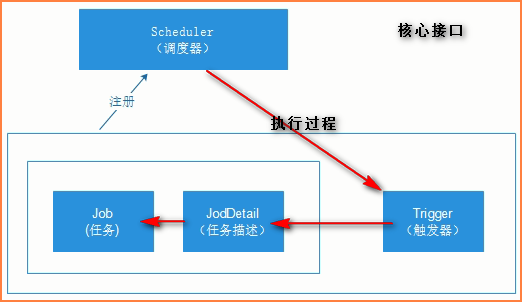 Scheduler
(调度器)
核心接口
注册
执行过程
Job
(任务)
JodDetail
(任务描述)
Trigger
(触发器)